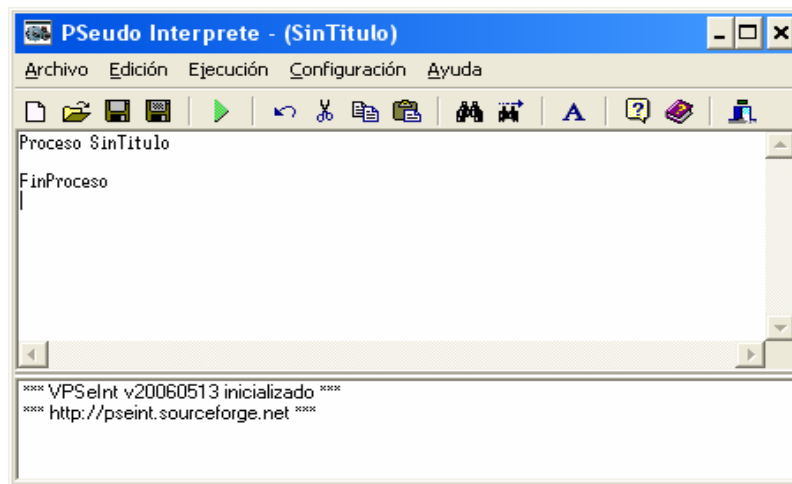 PSeudo Interprete - (SinTitulo)
Archivo Edición Ejecución Configuración Ayuda
A
Proceso SinTitulo
FinProceso
*** VPSeInt v20060513 inicializado ***
*** http://pseint.sourceforge.net ***